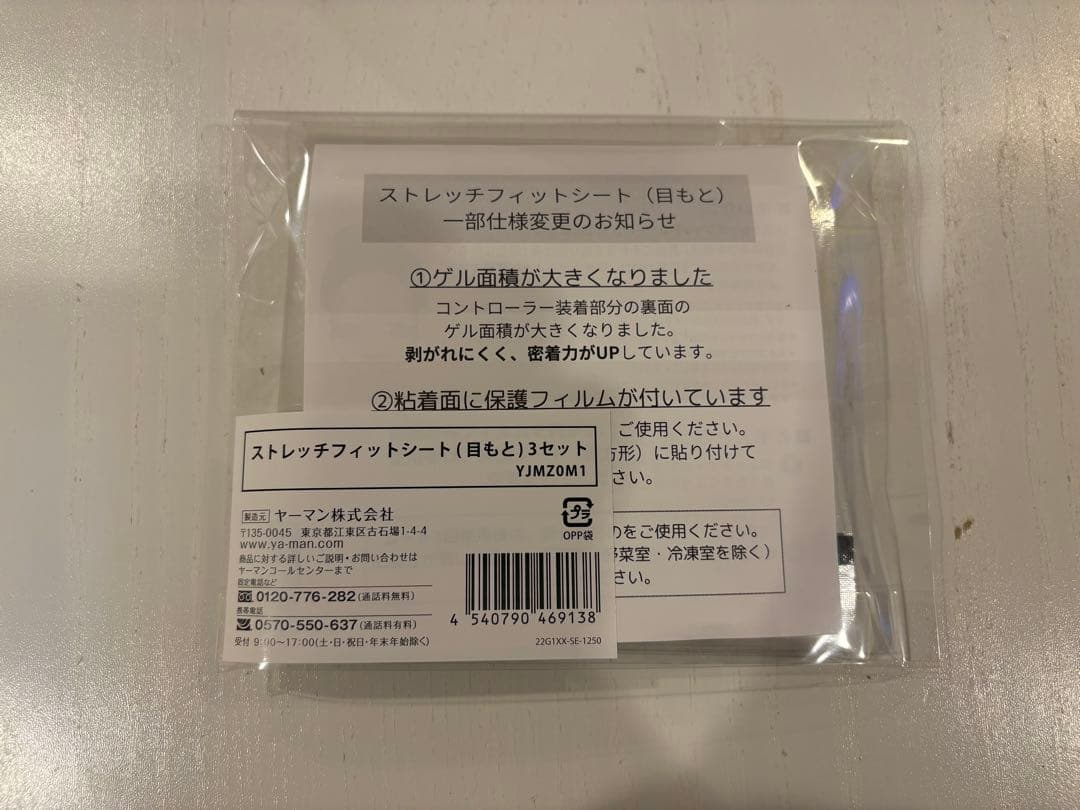 ストレッチフィットシート（目もと）
一部仕様変更のお知らせ
①ゲル面積が大きくなりました
コントローラー装着部分の裏面の
ゲル面積が大きくなりました。
剥がれにくく、密着力がUPしています。
②粘着面に保護フィルムが付いています
ご使用ください。
方形）に貼り付けて
さい。
のをご使用ください。
野菜室・冷凍室を除く）
さい。
ストレッチフィットシート(目もと)3セット
YJMZ0M1
製造元 ヤーマン株式会社
〒135-0045 東京都江東区古石場1-4-4
www.ya-man.com
商品に対する詳しいご説明・お問い合わせは
ヤーマンコールセンターまで
固定電話など
0120-776-282(通話料無料)
携帯電話
0570-550-637(通話料有料)
受付 9:00〜17:00(土・日・祝日・年末年始除く)
プラ
OPP袋
4 540790 469138
22G1XX-SE-1250